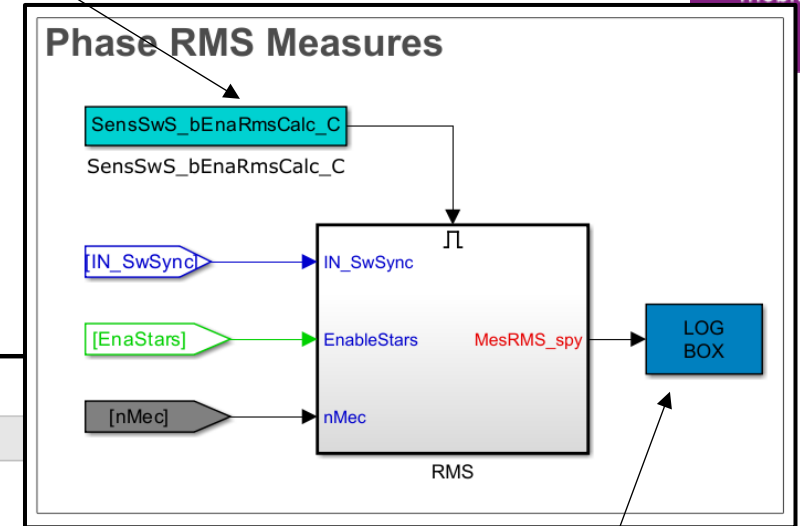 Phase RMS Measures
SensSwS_bEnaRmsCalc_C
SensSwS_bEnaRmsCalc_C
[IN_SwSync]
IN_SwSync
[EnaStars]
EnableStars
MesRMS_spy
LOG
BOX
[nMec]
nMec
RMS